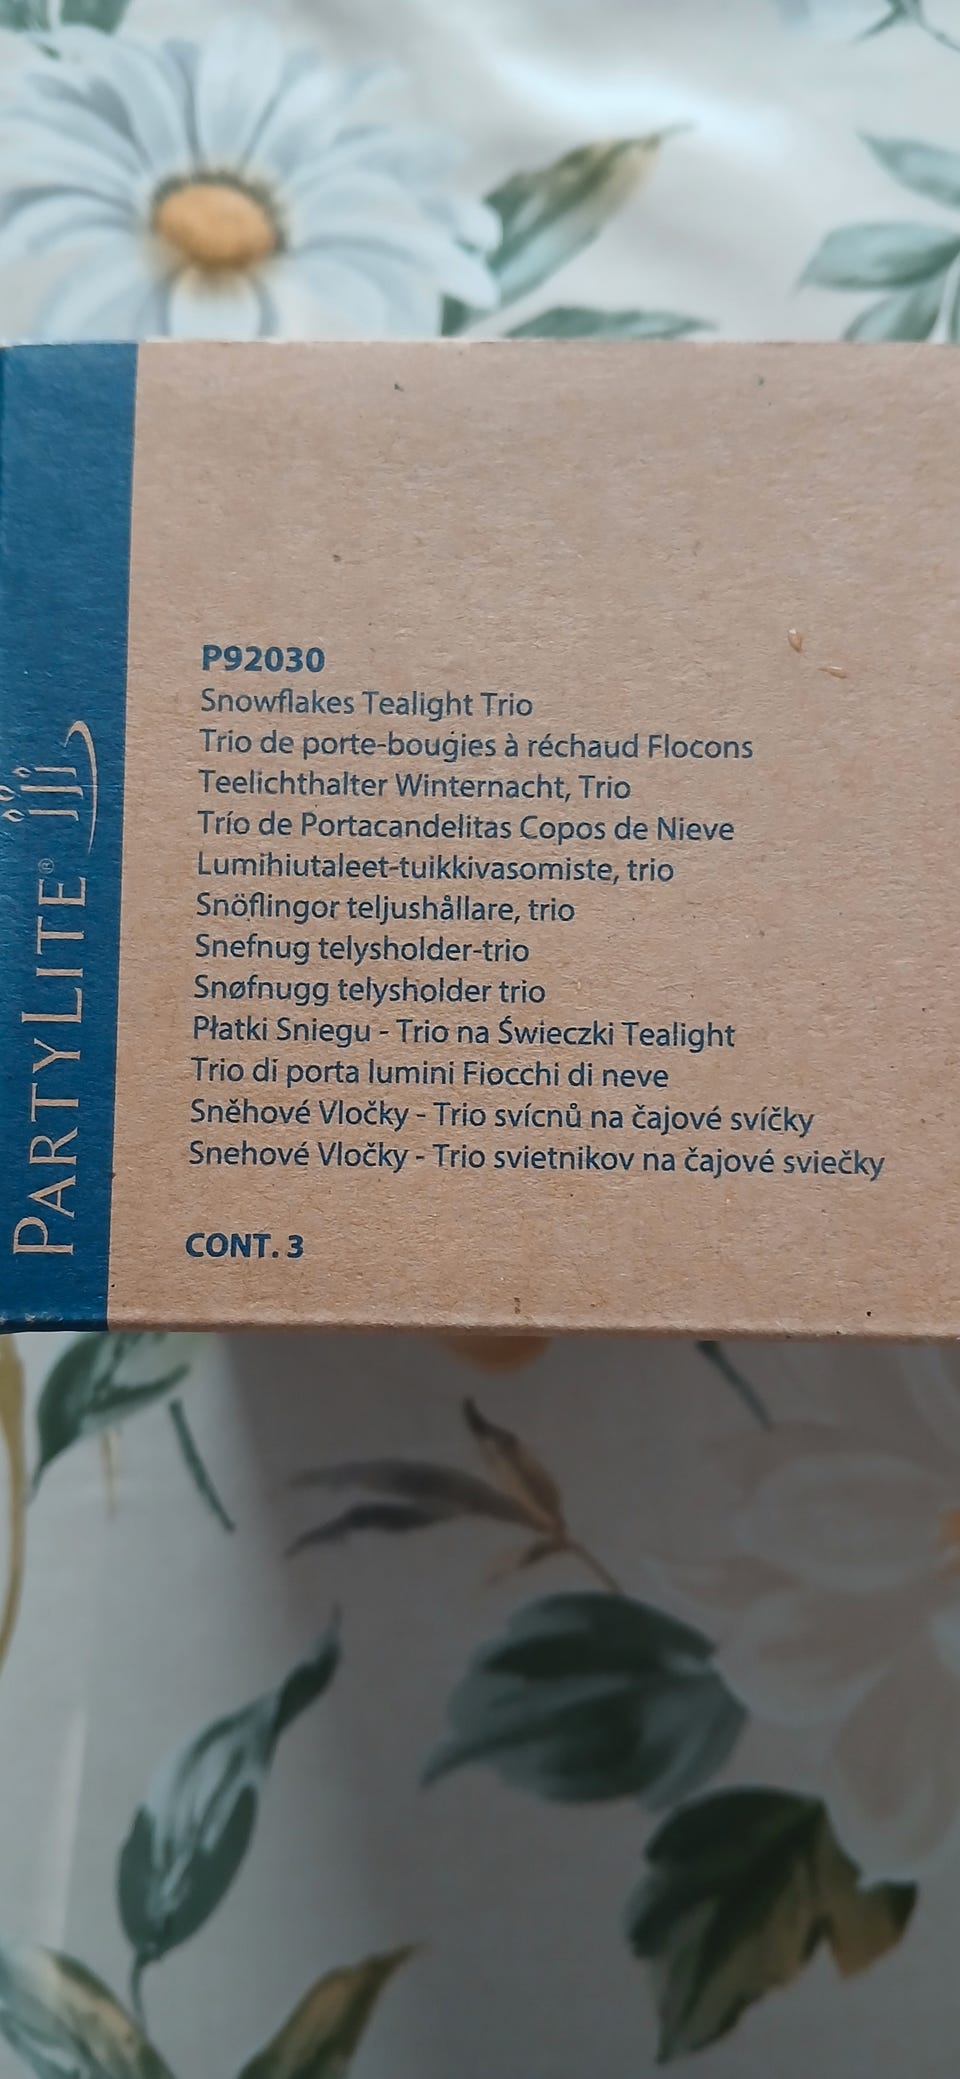 P92030
Snowflakes Tealight Trio
Trio de porte-bougies à réchaud Flocons
Teelichthalter Winternacht, Trio
Trío de Portacandelitas Copos de Nieve
Lumihiutaleet-tuikkivasomiste, trio
Snöflingor teljushållare, trio
Snefnug telysholder-trio
Snøfnugg telysholder trio
Płatki Sniegu - Trio na Świeczki Tealight
Trio di porta lumini Fiocchi di neve
Sněhové Vločky - Trio svícnů na čajové svíčky
Snehové Vločky - Trio svietnikov na čajové sviečky
CONT. 3
PARTYLITE®